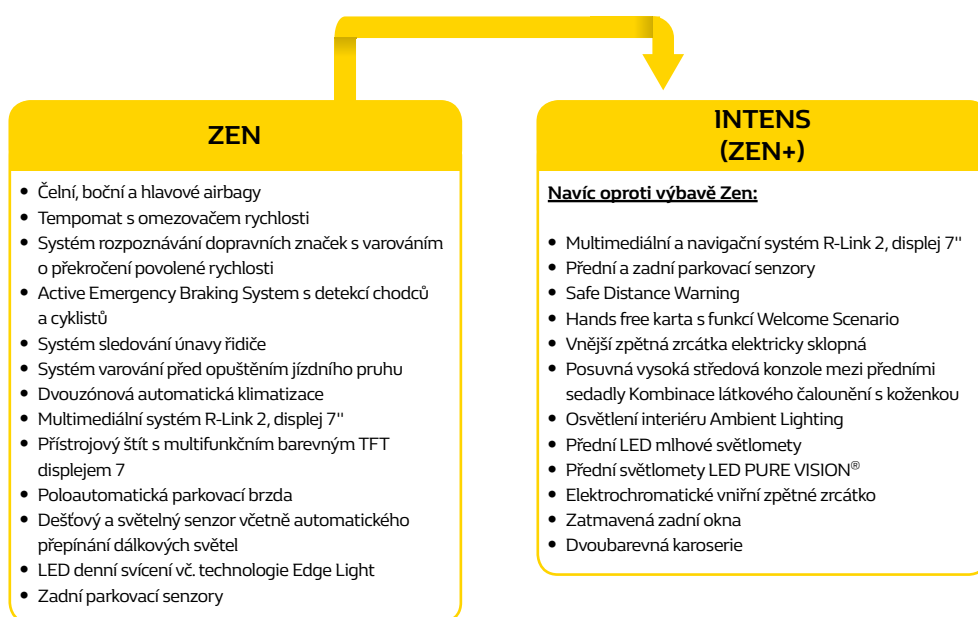 ZEN
• Čelní, boční a hlavové airbagy
• Tempomat s omezovačem rychlosti
• Systém rozpoznávání dopravních značek s varováním
o překročení povolené rychlosti
• Active Emergency Braking System s detekcí chodců
a cyklistů
• Systém sledování únavy řidiče
• Systém varování před opuštěním jízdního pruhu
• Dvouzónová automatická klimatizace
• Multimediální systém R-Link 2, displej 7"
• Přístrojový štít s multifunkčním barevným TFT
displejem 7
• Poloautomatická parkovací brzda
• Dešťový a světelný senzor včetně automatického
přepínání dálkových světel
• LED denní svícení vč. technologie Edge Light
• Zadní parkovací senzory
INTENS
(ZEN+)
Navíc oproti výbavě Zen:
• Multimediální a navigační systém R-Link 2, displej 7"
• Přední a zadní parkovací senzory
• Safe Distance Warning
• Hands free karta s funkcí Welcome Scenario
• Vnější zpětná zrcátka elektricky sklopná
• Posuvná vysoká středová konzole mezi předními
sedadly Kombinace látkového čalounění s koženkou
• Osvětlení interiéru Ambient Lighting
• Přední LED mlhové světlomety
• Přední světlomety LED PURE VISION®
• Elektrochromatické vniřní zpětné zrcátko
• Zatmavená zadní okna
• Dvoubarevná karoserie